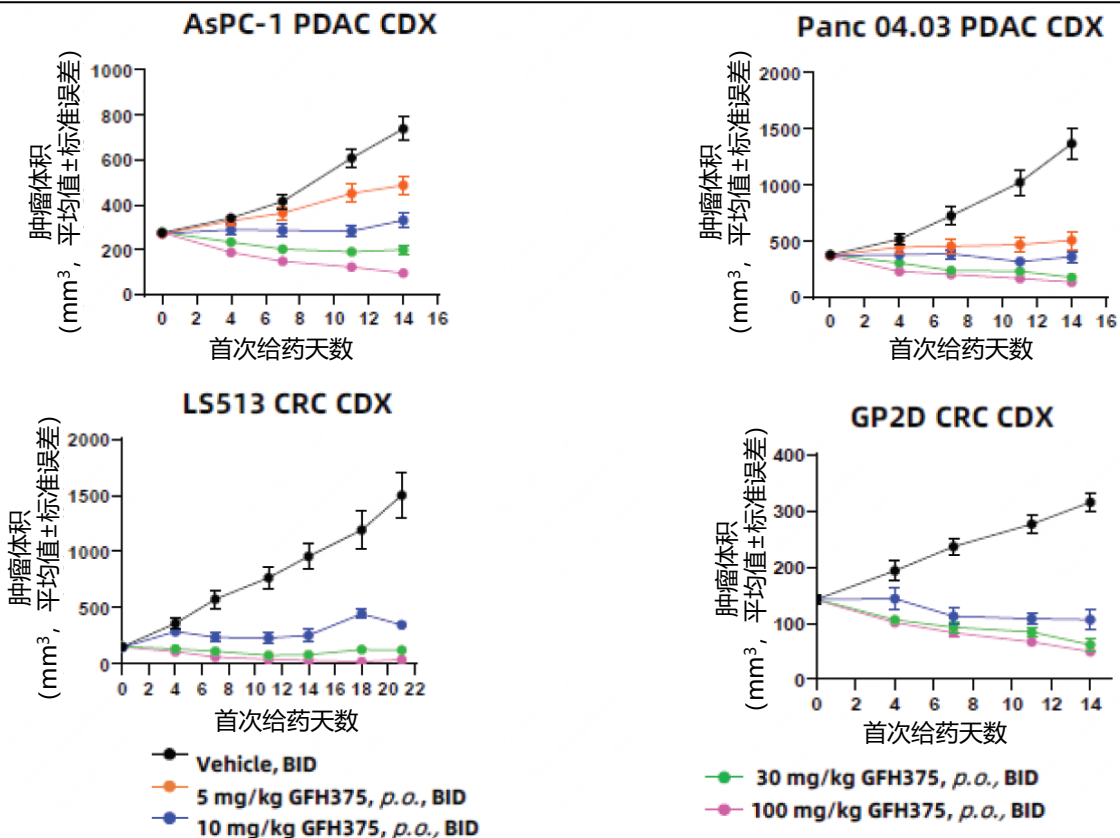 AsPC-1 PDAC CDX
1000
800
600
400
200
0
肿瘤体积
平均值±标准误差)
(mm³,
0 2 4 6 8 10 12 14 16
首次给药天数
Panc 04.03 PDAC CDX
2000
1500
1000
500
0
肿瘤体积
平均值±标准误差)
(mm³,
0 2 4 6 8 10 12 14 16
首次给药天数
LS513 CRC CDX
2000
1500
1000
500
0
肿瘤体积
平均值±标准误差)
(mm³,
0 2 4 6 8 10 12 14 16 18 20 22
首次给药天数
GP2D CRC CDX
400
300
200
100
0
肿瘤体积
平均值±标准误差)
(mm³,
0 2 4 6 8 10 12 14
首次给药天数
Vehicle, BID
5 mg/kg GFH375, p.o., BID
10 mg/kg GFH375, p.o., BID
30 mg/kg GFH375, p.o., BID
100 mg/kg GFH375, p.o., BID